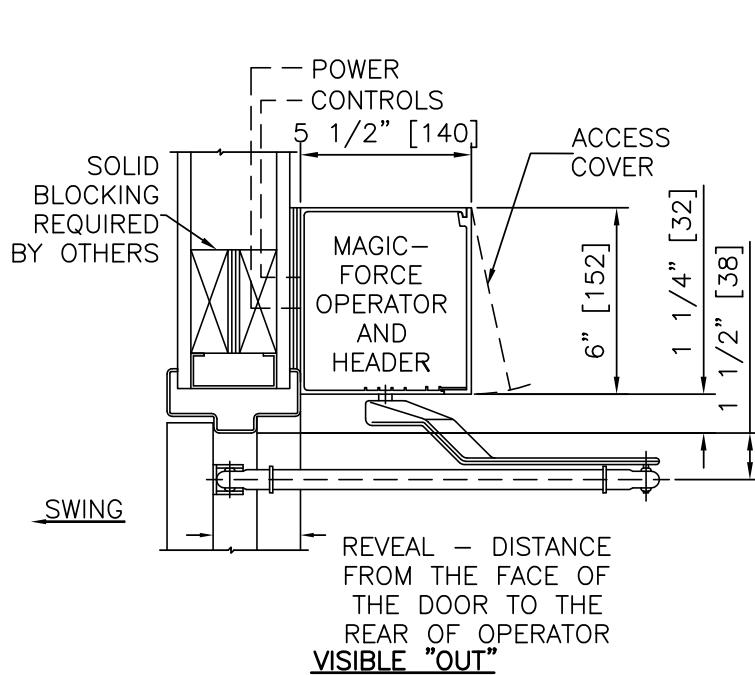 POWER
CONTROLS
5 1/2" [140]
ACCESS
COVER
SOLID
BLOCKING
REQUIRED
BY OTHERS
MAGIC-
FORCE
OPERATOR
AND
HEADER
6" [152]
1 1/4" [32]
1 1/2" [38]
SWING
REVEAL - DISTANCE
FROM THE FACE OF
THE DOOR TO THE
REAR OF OPERATOR
VISIBLE "OUT"